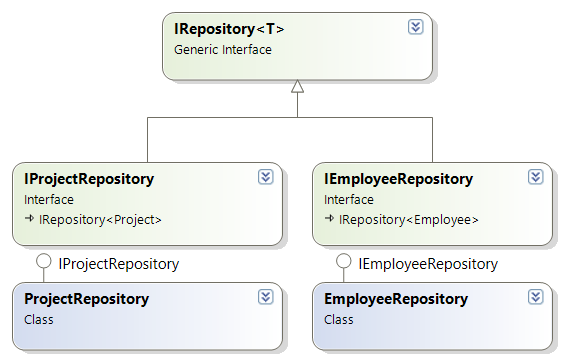 IRepository<T>
Generic Interface
IProjectRepository
Interface
IRepository<Project>
IEmployeeRepository
Interface
IRepository<Employee>
IProjectRepository
IEmployeeRepository
ProjectRepository
Class
EmployeeRepository
Class